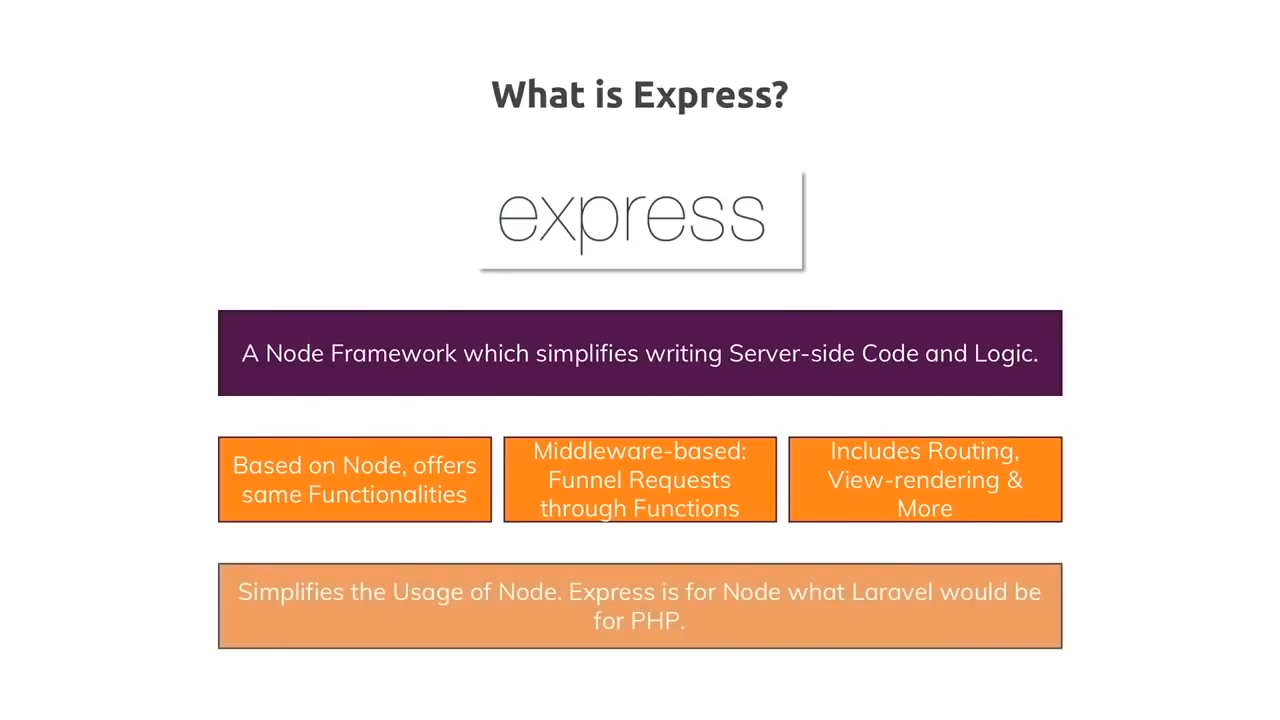 What is Express?
express
A Node Framework which simplifies writing Server-side Code and Logic.
Based on Node, offers
same Functionalities
Middleware-based:
Funnel Requests
through Functions
Includes Routing,
View-rendering &
More
Simplifies the Usage of Node. Express is for Node what Laravel would be
for PHP.